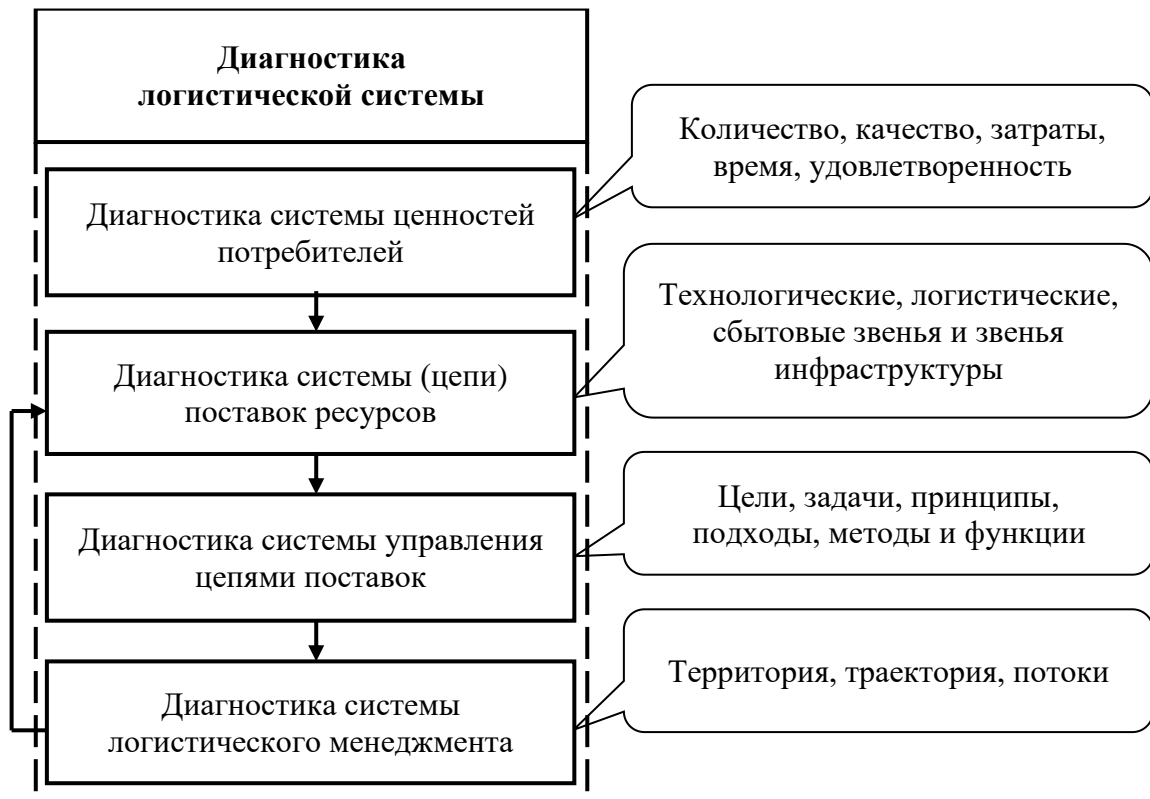 Диагностика
логистической системы
Количество, качество, затраты,
время, удовлетворенность
Диагностика системы ценностей
потребителей
Технологические, логистические,
сбытовые звенья и звенья
инфраструктуры
Диагностика системы (цепи)
поставок ресурсов
Цели, задачи, принципы,
подходы, методы и функции
Диагностика системы управления
цепями поставок
Территория, траектория, потоки
Диагностика системы
логистического менеджмента